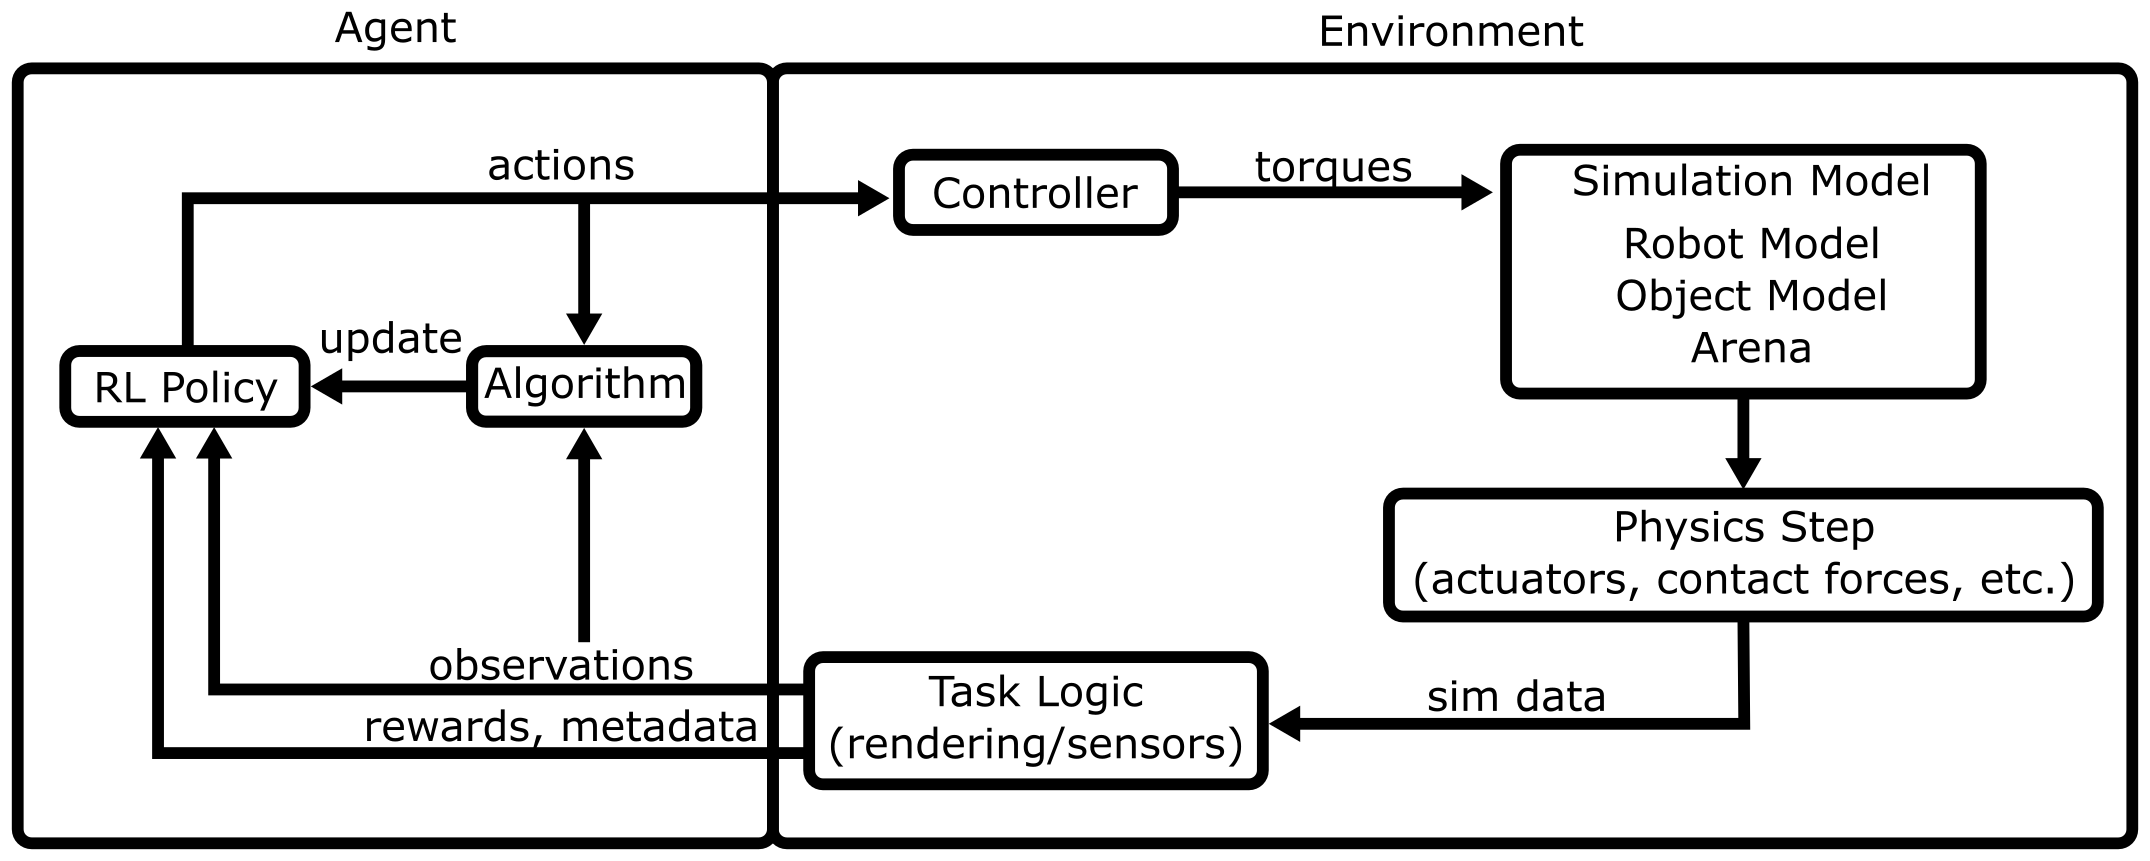 Agent
Environment
actions
Controller
torques
Simulation Model
Robot Model
Object Model
Arena
update
RL Policy
Algorithm
Physics Step
(actuators, contact forces, etc.)
observations
rewards, metadata
Task Logic
(rendering/sensors)
sim data